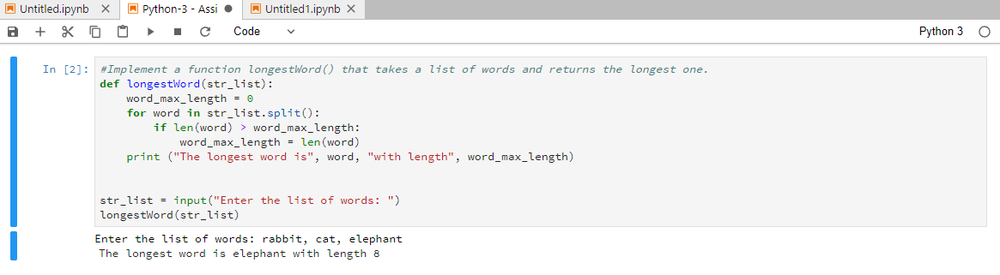 Untitled.ipynb
Python-3 - Assi
Untitled1.ipynb
Code
Python 3
In [2]: #Implement a function longestWord() that takes a list of words and returns the longest one.
def longestWord(str_list):
    word_max_length = 0
    for word in str_list.split():
        if len(word) > word_max_length:
            word_max_length = len(word)
    print ("The longest word is", word, "with length", word_max_length)
str_list = input("Enter the list of words: ")
longestWord(str_list)
Enter the list of words: rabbit, cat, elephant
The longest word is elephant with length 8